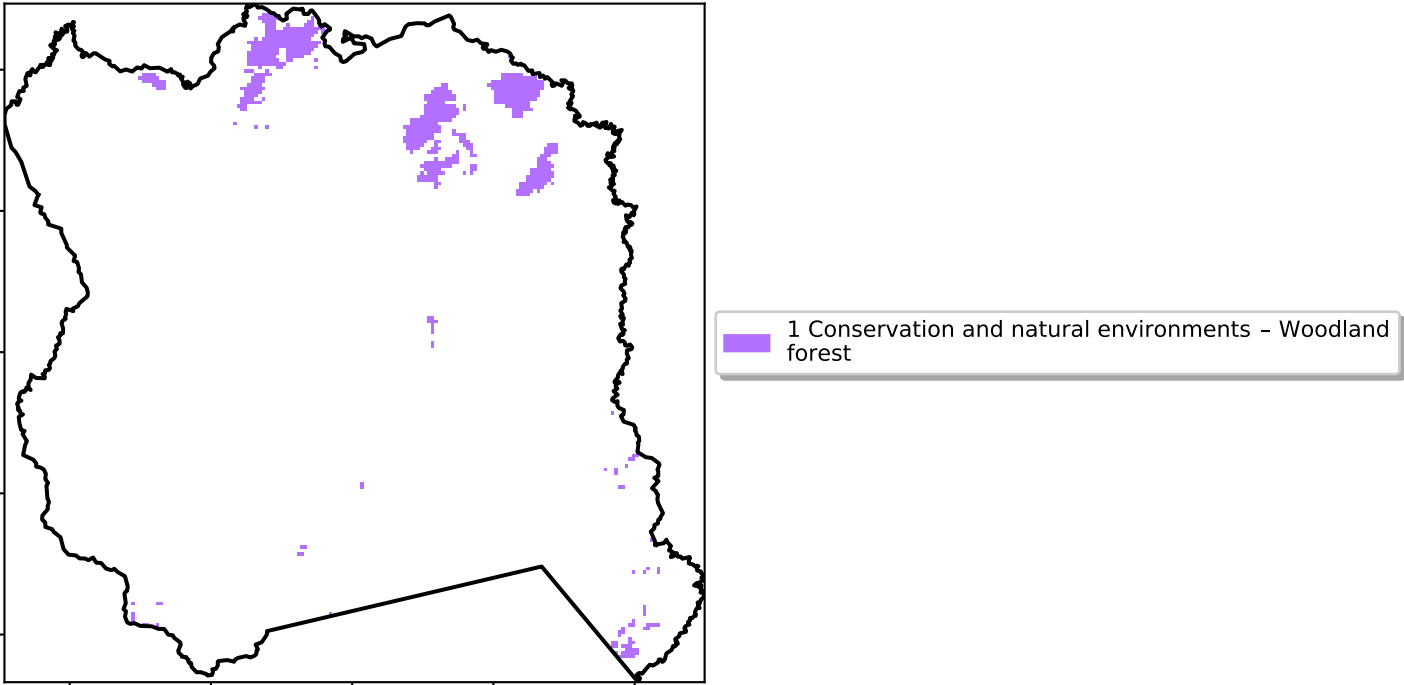 1 Conservation and natural environments – Woodland
forest